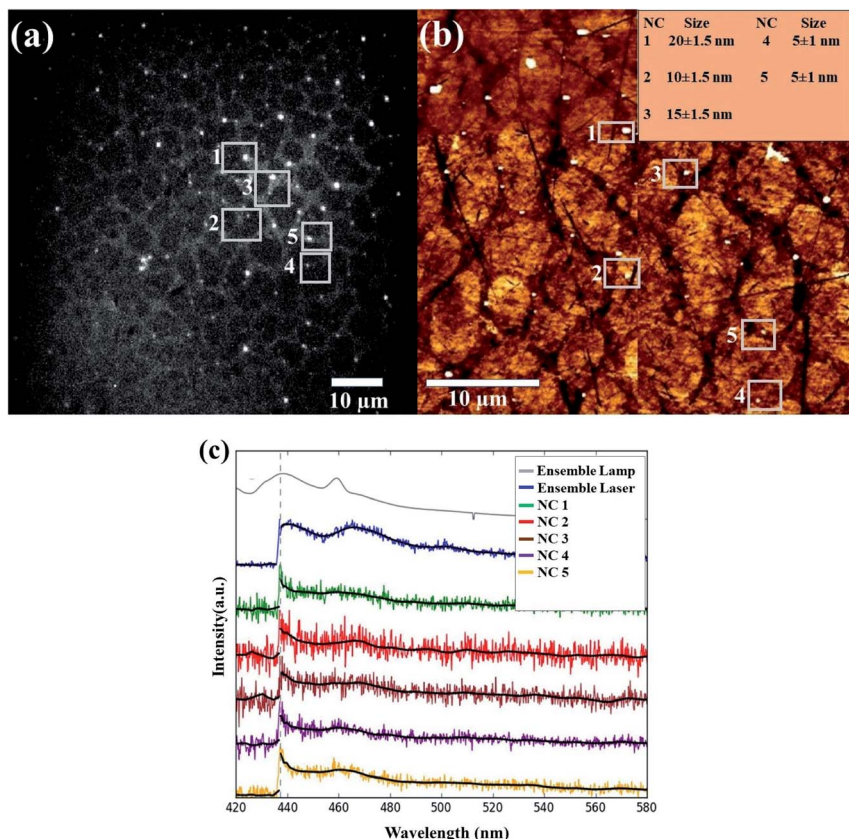 (a)
1
3
2
5
4
10 µm
(b)
NC Size NC Size
1 20±1.5 nm 4 5±1 nm
2 10±1.5 nm 5 5±1 nm
3 15±1.5 nm
1
3
2
5
4
10 µm
(c)
Ensemble Lamp
Ensemble Laser
NC 1
NC 2
NC 3
NC 4
NC 5
Intensity(a.u.)
420 440 460 480 500 520 540 560 580
Wavelength (nm)